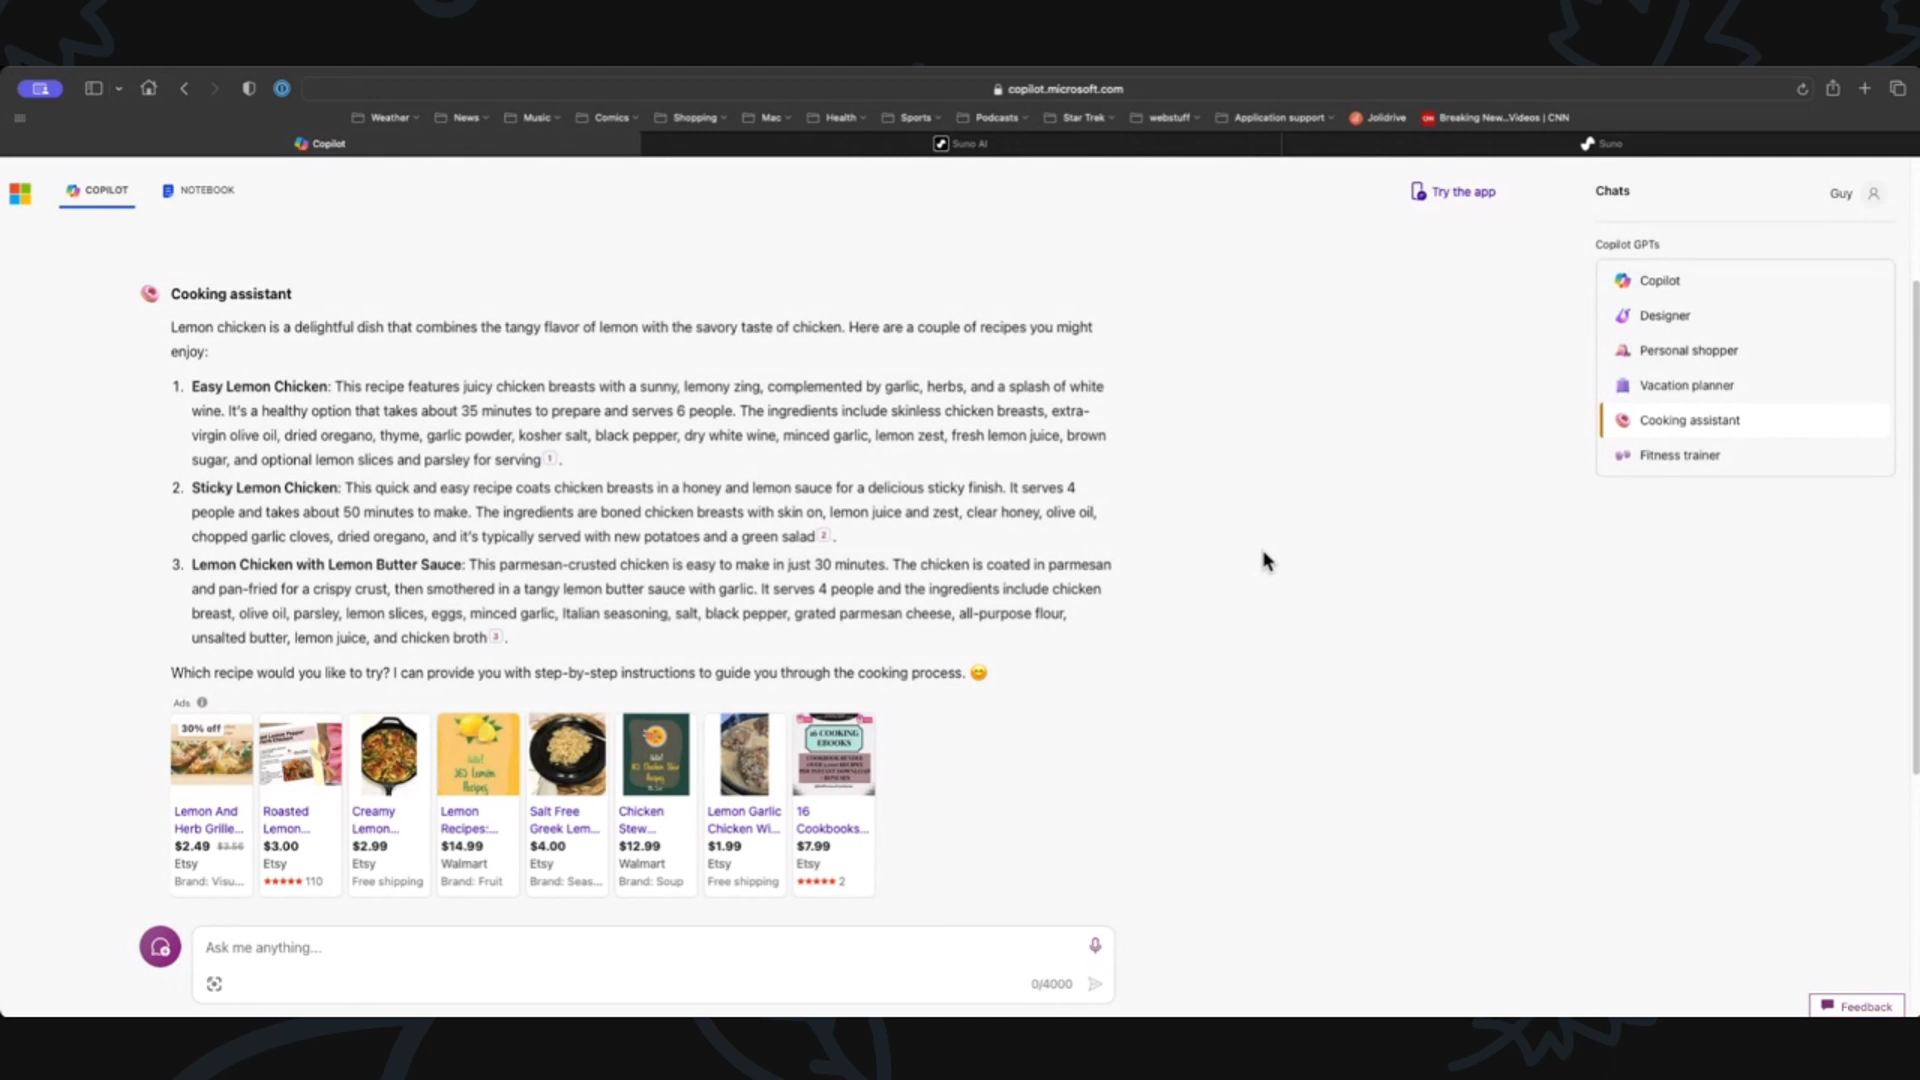 copilot.microsoft.com
Weather News Music Comics Shopping Mac Health Sports Podcasts Star Trek webstuff Application support Jolidrive Breaking New...Videos | CNN
Copilot Suno AI Suno
COPILOT NOTEBOOK
Try the app
Chats
Guy
Copilot GPTs
Copilot
Designer
Personal shopper
Vacation planner
Cooking assistant
Fitness trainer
Cooking assistant
Lemon chicken is a delightful dish that combines the tangy flavor of lemon with the savory taste of chicken. Here are a couple of recipes you might
enjoy:
1. Easy Lemon Chicken: This recipe features juicy chicken breasts with a sunny, lemony zing, complemented by garlic, herbs, and a splash of white
wine. It's a healthy option that takes about 35 minutes to prepare and serves 6 people. The ingredients include skinless chicken breasts, extra-
virgin olive oil, dried oregano, thyme, garlic powder, kosher salt, black pepper, dry white wine, minced garlic, lemon zest, fresh lemon juice, brown
sugar, and optional lemon slices and parsley for serving 1 .
2. Sticky Lemon Chicken: This quick and easy recipe coats chicken breasts in a honey and lemon sauce for a delicious sticky finish. It serves 4
people and takes about 50 minutes to make. The ingredients are boned chicken breasts with skin on, lemon juice and zest, clear honey, olive oil,
chopped garlic cloves, dried oregano, and it's typically served with new potatoes and a green salad 2 .
3. Lemon Chicken with Lemon Butter Sauce: This parmesan-crusted chicken is easy to make in just 30 minutes. The chicken is coated in parmesan
and pan-fried for a crispy crust, then smothered in a tangy lemon butter sauce with garlic. It serves 4 people and the ingredients include chicken
breast, olive oil, parsley, lemon slices, eggs, minced garlic, Italian seasoning, salt, black pepper, grated parmesan cheese, all-purpose flour,
unsalted butter, lemon juice, and chicken broth 3 .
Which recipe would you like to try? I can provide you with step-by-step instructions to guide you through the cooking process. 😊
Ads
30% off
Lemon And
Herb Grille...
$2.49 $3.56
Etsy
Brand: Visu...
Roasted
Lemon...
$3.00
Etsy
★★★★★ 110
Creamy
Lemon...
$2.99
Etsy
Free shipping
365 Lemon
Recipes
Lemon
Recipes:...
$14.99
Walmart
Brand: Fruit
Salt Free
Greek Lem...
$4.00
Etsy
Brand: Seas...
Chicken
Stew...
$12.99
Walmart
Brand: Soup
Lemon Garlic
Chicken Wi...
$1.99
Etsy
Free shipping
16 COOKING
EBOOKS
16
Cookbooks...
$7.99
Etsy
★★★★★ 2
Ask me anything...
0/4000
Feedback